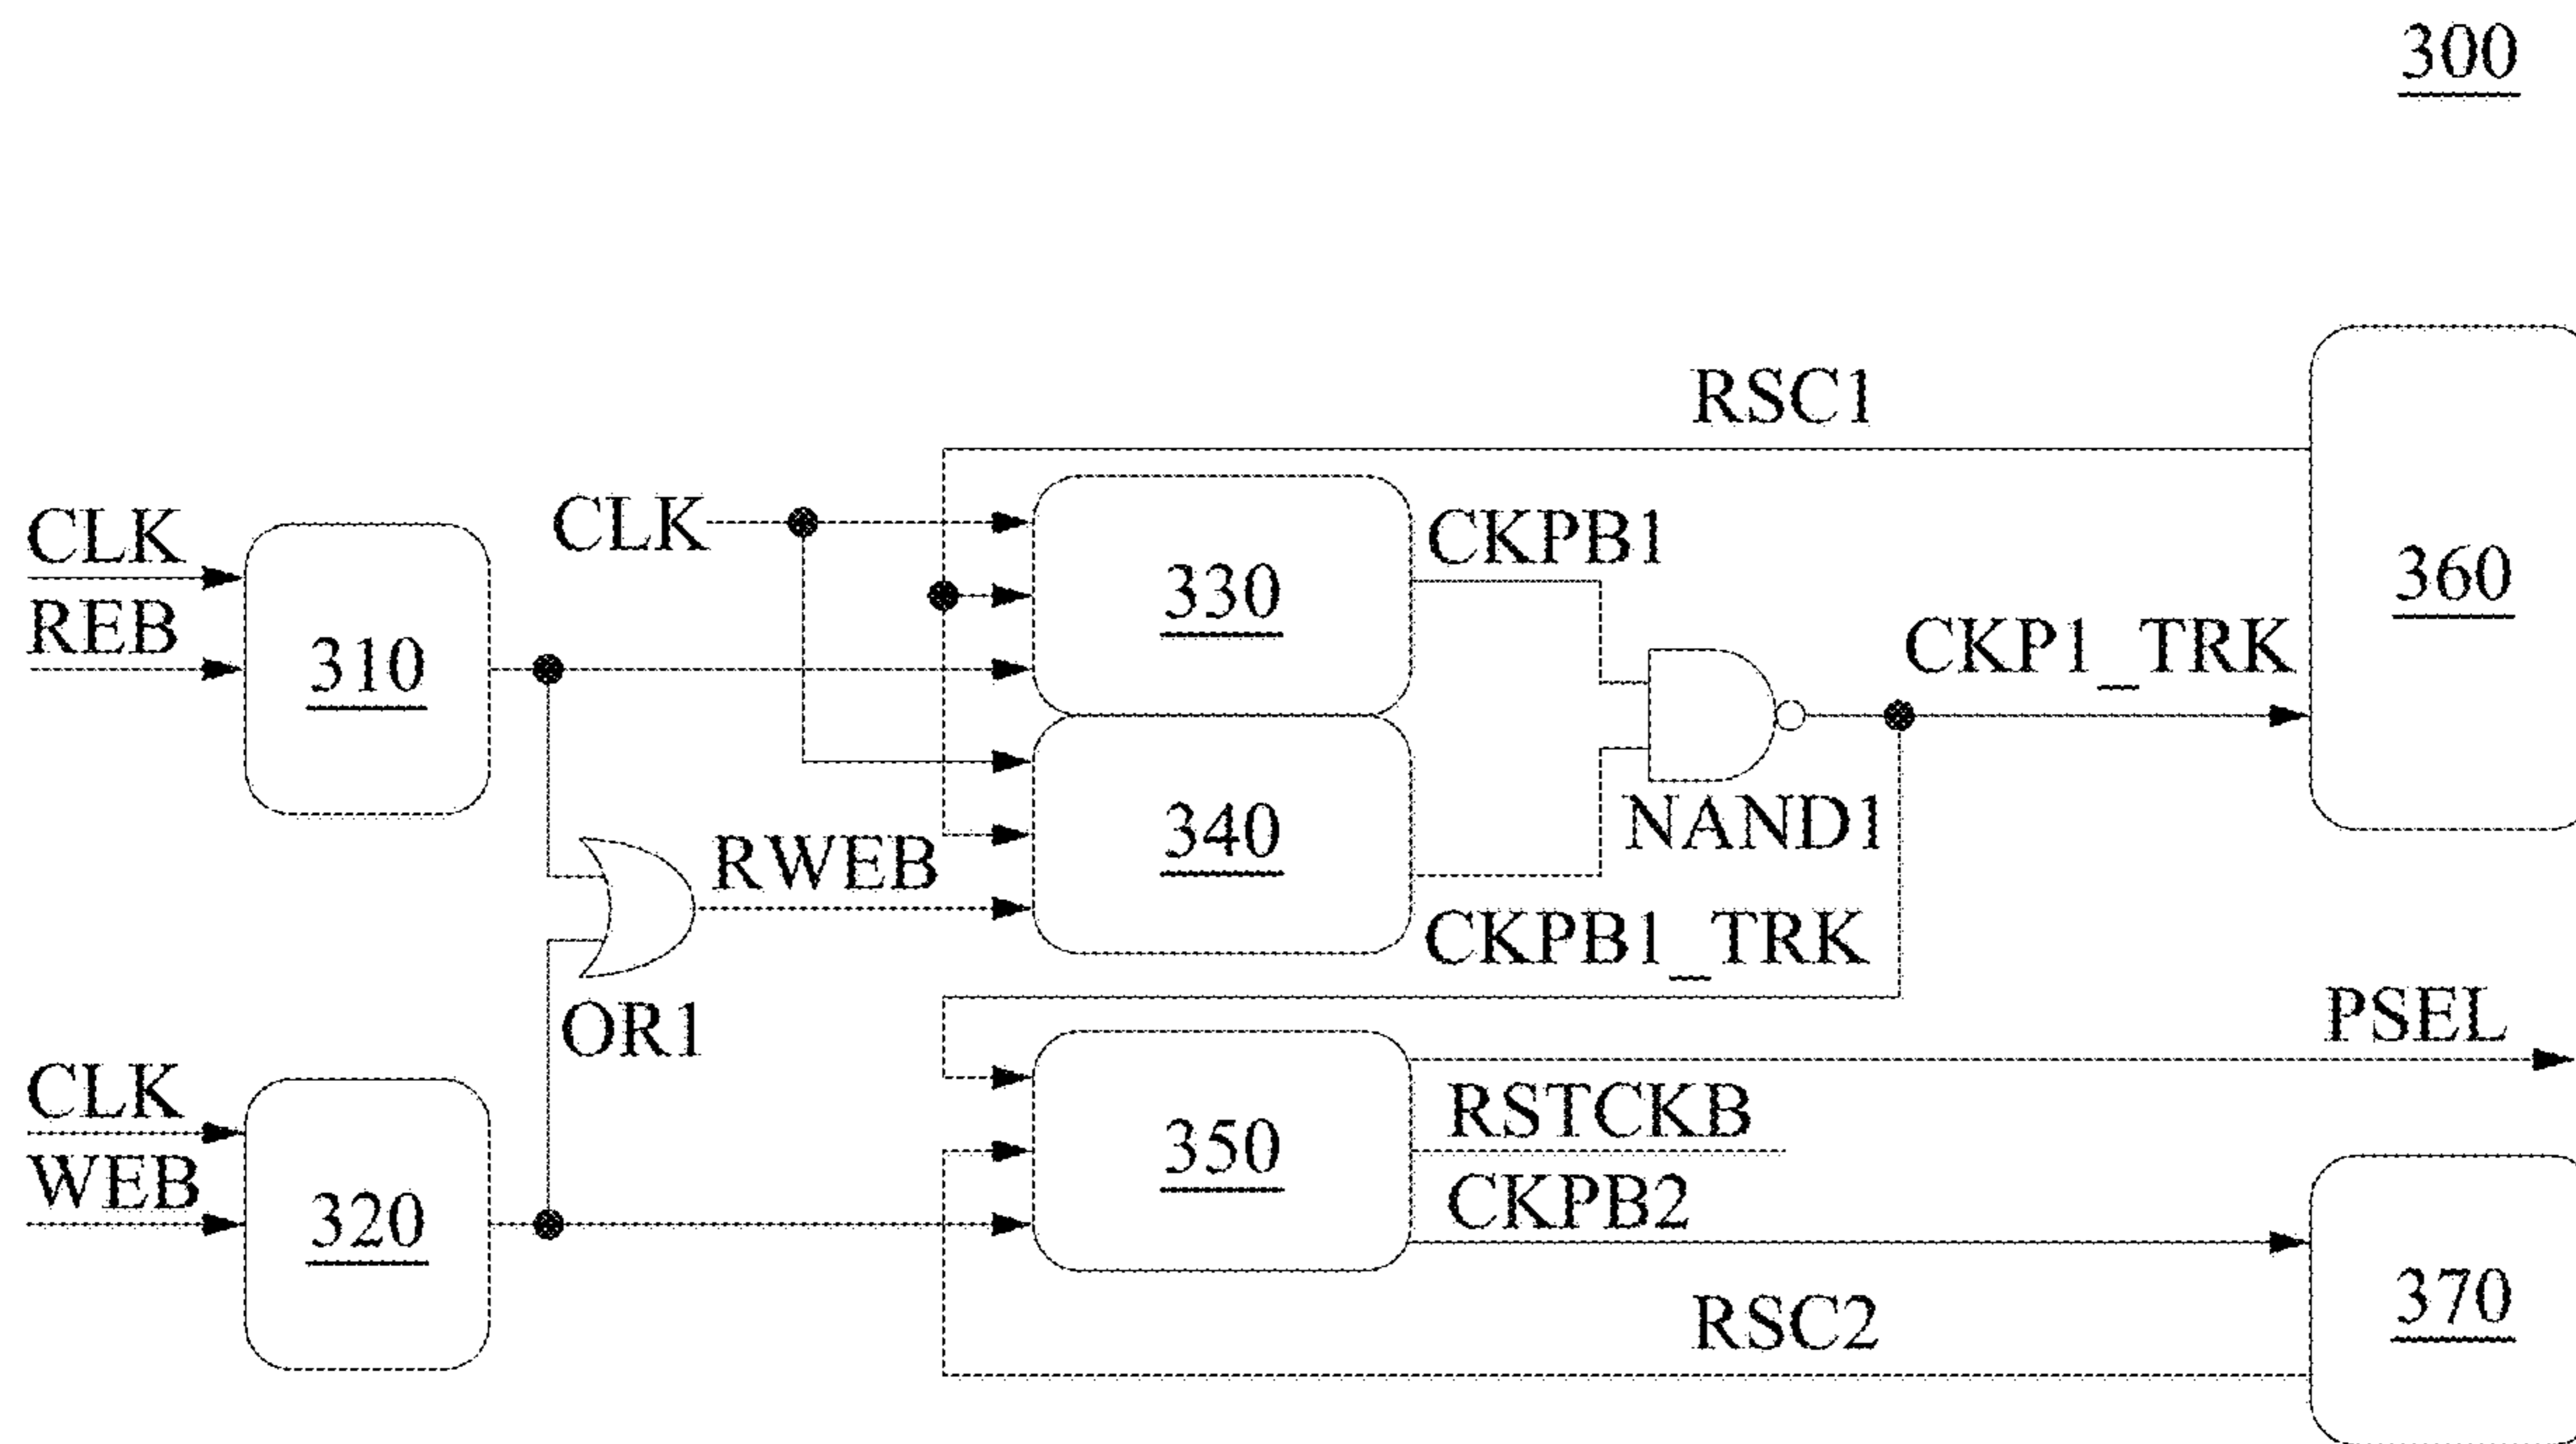 300
RSC1
CLK
CLK
CKPB1
330
360
REB
310
CKP1_TRK
NAND1
340
RWEB
CKPB1_TRK
OR1
PSEL
CLK
RSTCKB
350
WEB
CKPB2
320
370
RSC2